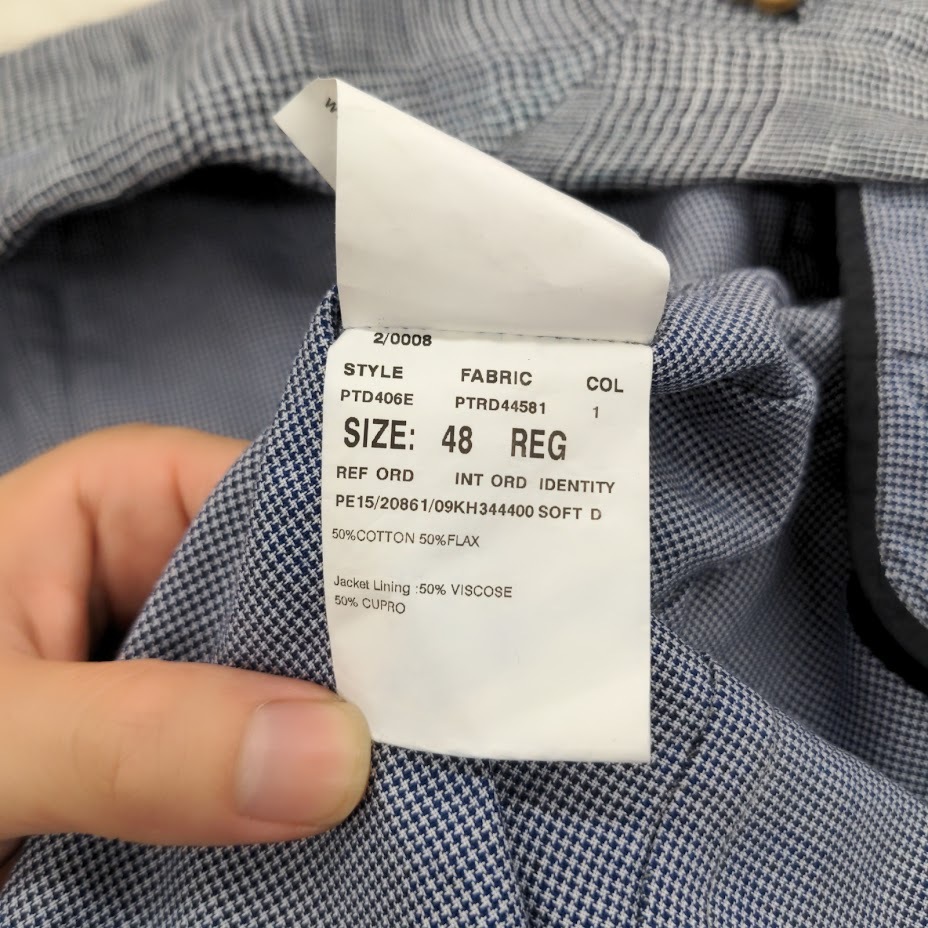 2/0008
STYLE FABRIC COL
PTD406E PTRD44581 1
SIZE: 48 REG
REF ORD INT ORD IDENTITY
PE15/20861/09KH344400 SOFT D
50%COTTON 50%FLAX
Jacket Lining :50% VISCOSE
50% CUPRO